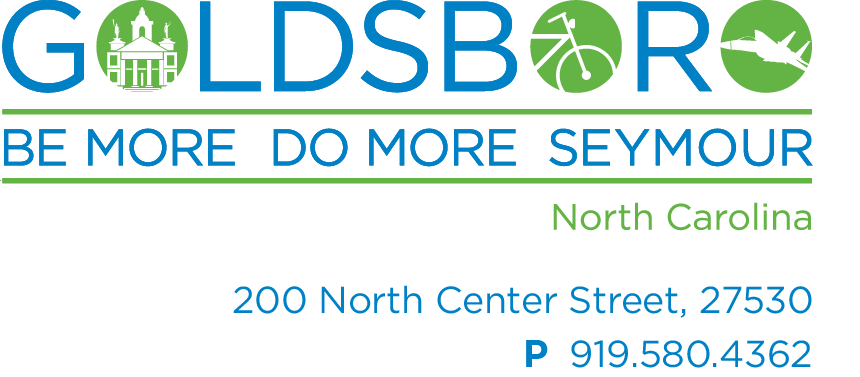 GOLDSBORO
BE MORE DO MORE SEYMOUR
North Carolina
200 North Center Street, 27530
P 919.580.4362